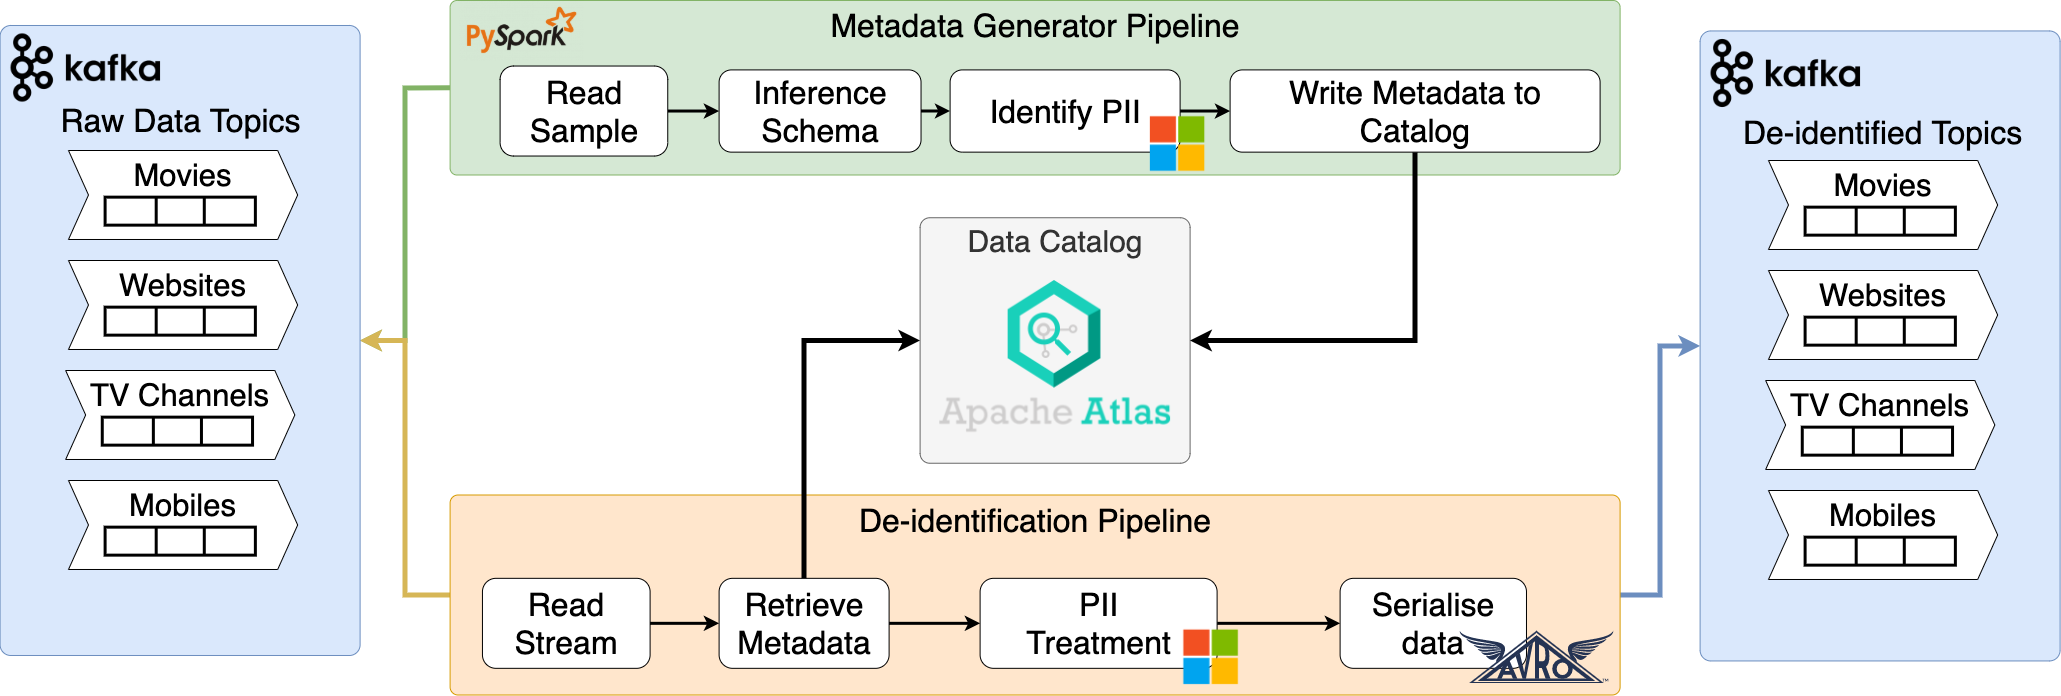 kafka
Raw Data Topics
Movies
Websites
TV Channels
Mobiles
PySpark
Metadata Generator Pipeline
Read
Sample
Inference
Schema
Identify PII
Write Metadata to
Catalog
Data Catalog
Apache Atlas
De-identification Pipeline
Read
Stream
Retrieve
Metadata
PII
Treatment
Serialise
data
AVRO
TM
kafka
De-identified Topics
Movies
Websites
TV Channels
Mobiles